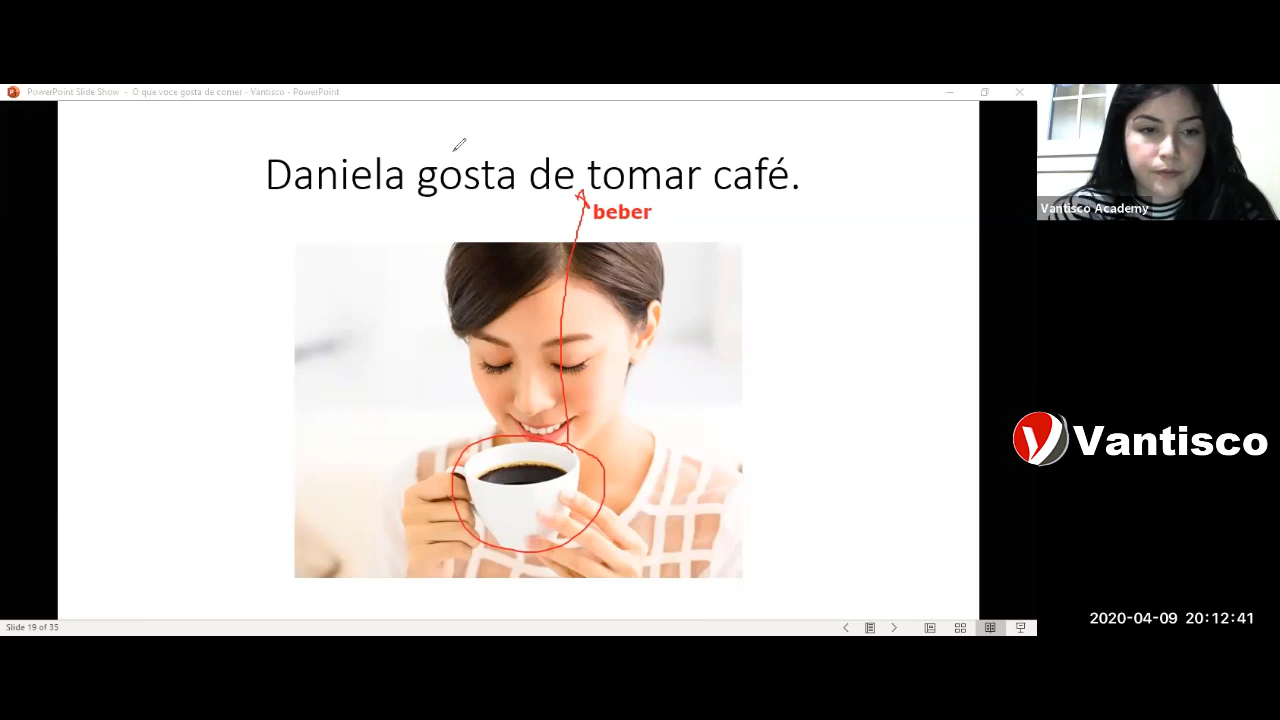 PowerPoint Slide Show - O que voce gosta de comer - Vantisco - PowerPoint
Daniela gosta de tomar café.
beber
Vantisco Academy
Vantisco
2020-04-09 20:12:41
Slide 19 of 35